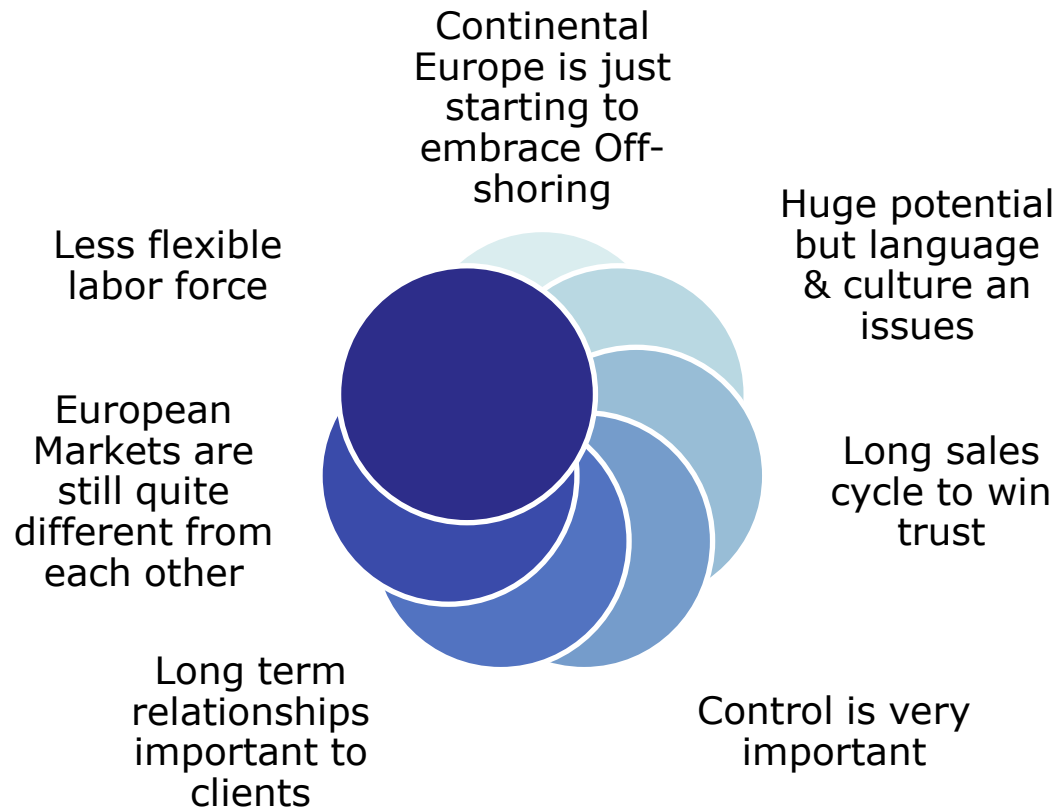 Continental
Europe is just
starting to
embrace Off-
shoring
Huge potential
but language
& culture an
issues
Long sales
cycle to win
trust
Control is very
important
Long term
relationships
important to
clients
European
Markets are
still quite
different from
each other
Less flexible
labor force